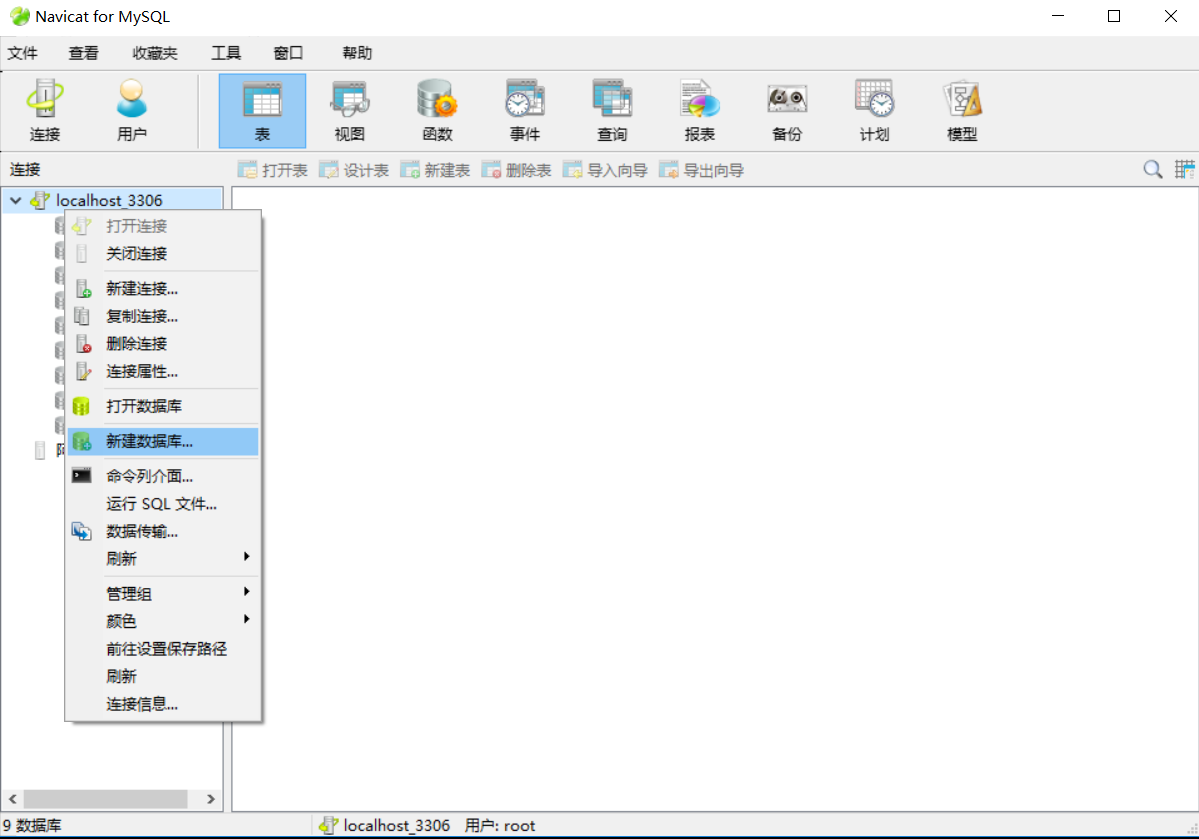 Navicat for MySQL
文件 查看 收藏夹 工具 窗口 帮助
连接 用户 表 视图 函数 事件 查询 报表 备份 计划 模型
连接 打开表 设计表 新建表 删除表 导入向导 导出向导
localhost_3306
打开连接
关闭连接
新建连接...
复制连接...
删除连接
连接属性...
打开数据库
新建数据库...
命令列介面...
运行 SQL 文件...
数据传输...
刷新
管理组
颜色
前往设置保存路径
刷新
连接信息...
9 数据库 localhost_3306 用户: root